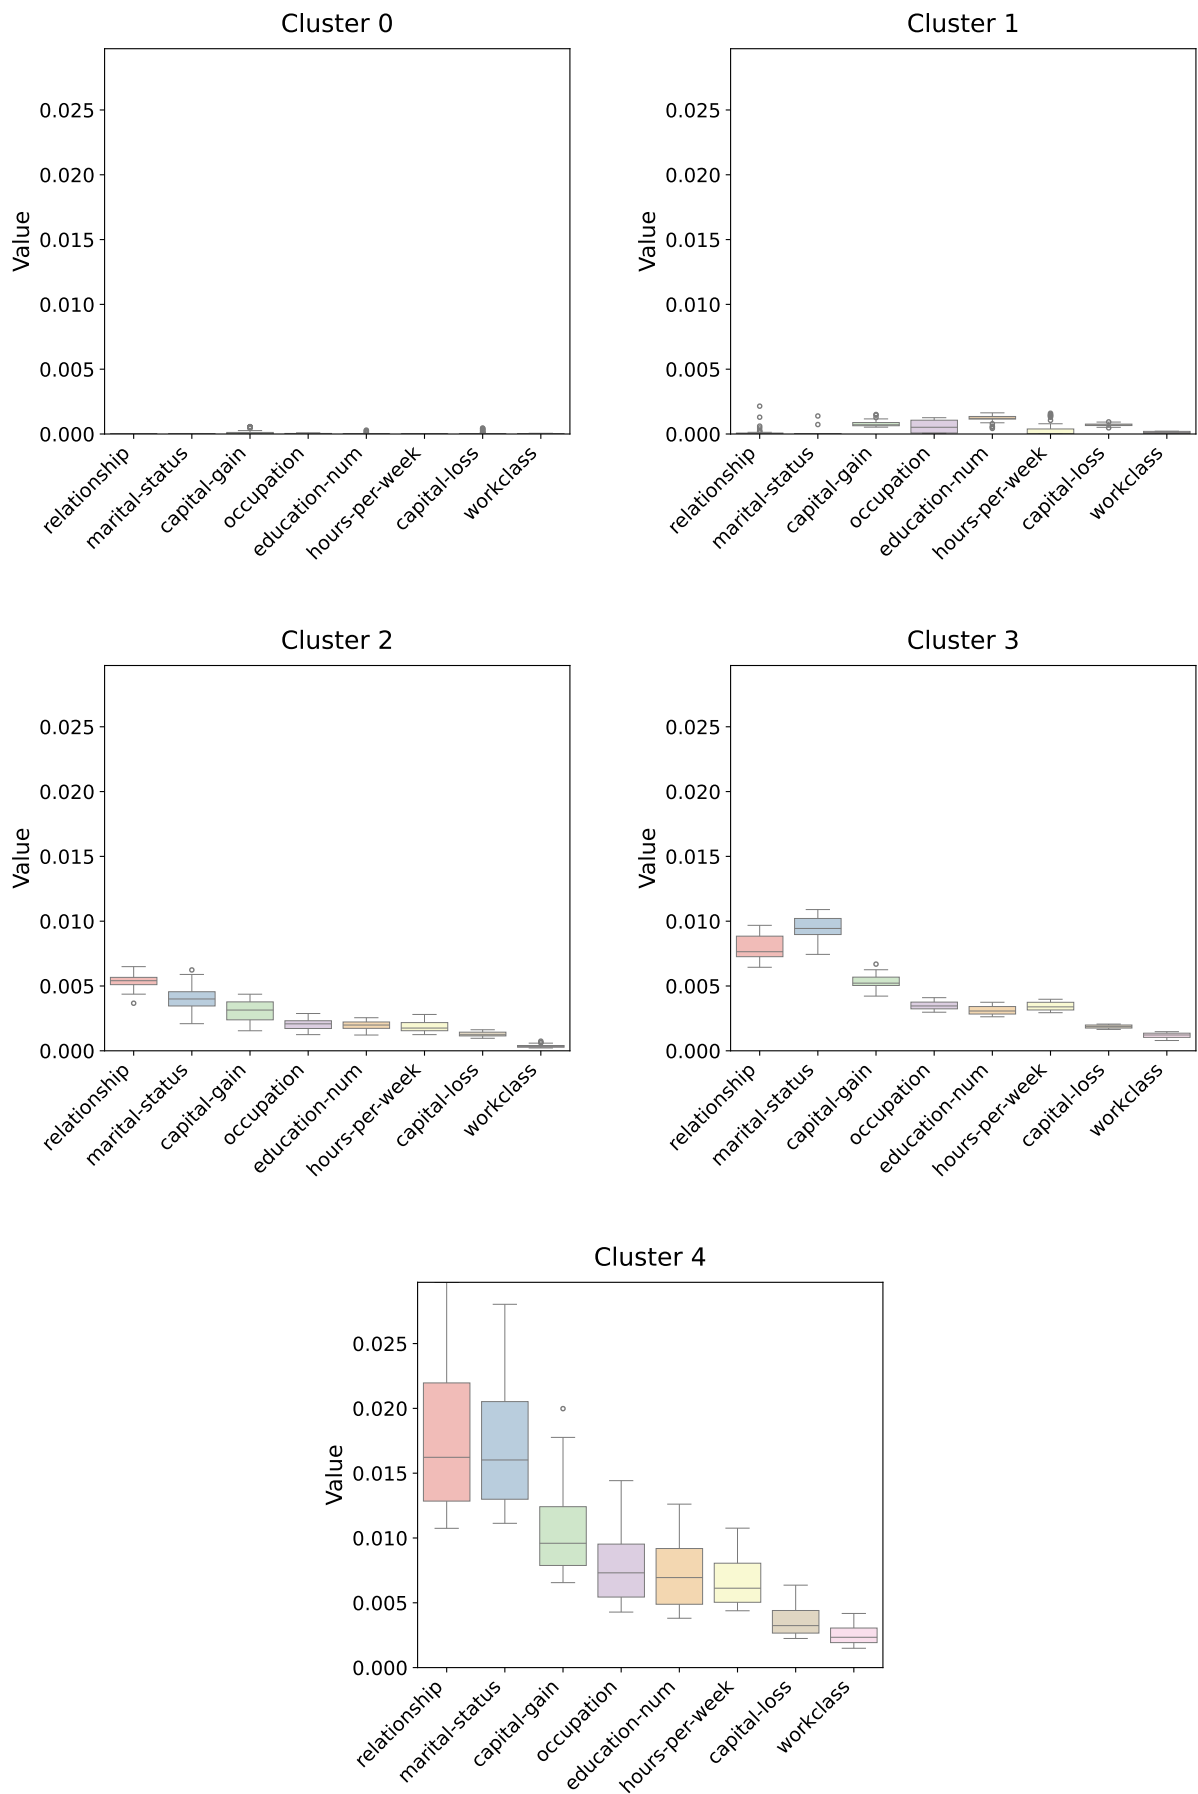 Cluster 0
Value
0.025
0.020
0.015
0.010
0.005
0.000
relationship
marital-status
capital-gain
occupation
education-num
hours-per-week
capital-loss
workclass
Cluster 1
Value
0.025
0.020
0.015
0.010
0.005
0.000
relationship
marital-status
capital-gain
occupation
education-num
hours-per-week
capital-loss
workclass
Cluster 2
Value
0.025
0.020
0.015
0.010
0.005
0.000
relationship
marital-status
capital-gain
occupation
education-num
hours-per-week
capital-loss
workclass
Cluster 3
Value
0.025
0.020
0.015
0.010
0.005
0.000
relationship
marital-status
capital-gain
occupation
education-num
hours-per-week
capital-loss
workclass
Cluster 4
Value
0.025
0.020
0.015
0.010
0.005
0.000
relationship
marital-status
capital-gain
occupation
education-num
hours-per-week
capital-loss
workclass